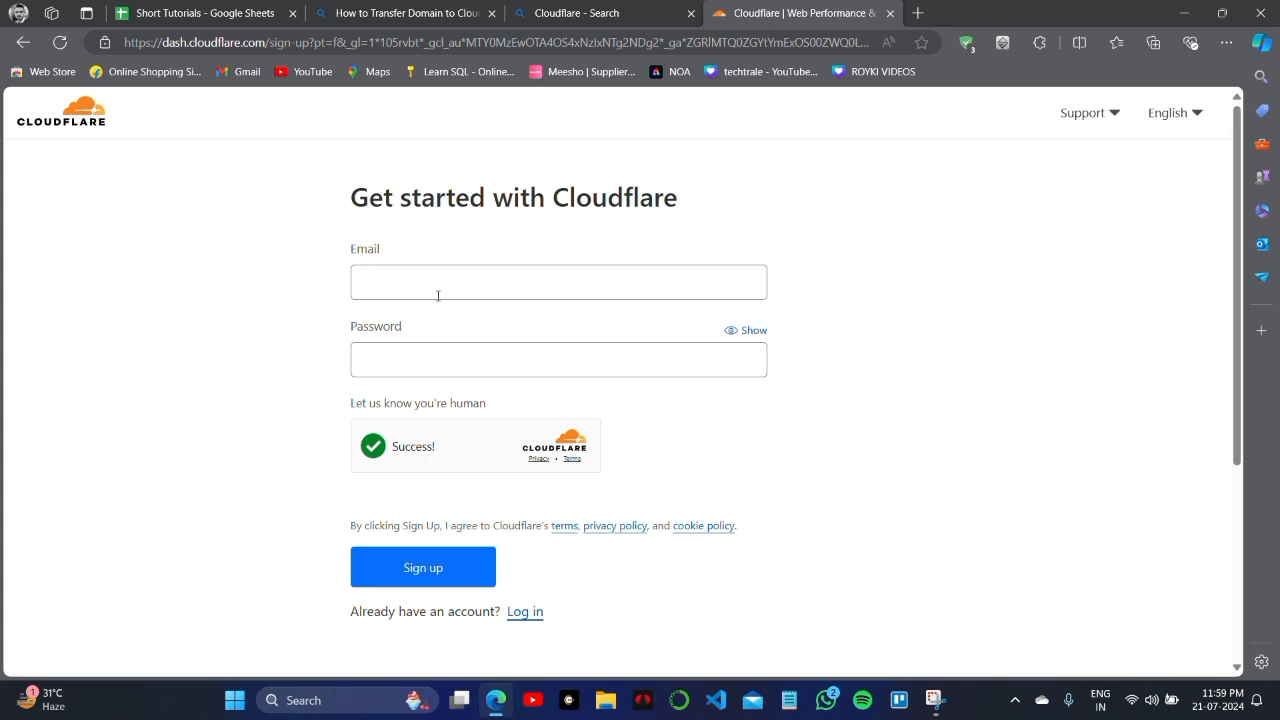 Short Tutorials - Google Sheets
How to Transfer Domain to Clou
Cloudflare - Search
Cloudflare | Web Performance &
https://dash.cloudflare.com/sign-up?pt=f&_gl=1*105rvbt*_gcl_au*MTY0MzEwOTA4OS4xNzIxNTg2NDg2*_ga*ZGRlMTQ0ZGYtYmExOS00ZWQ0L...
3
Web Store
Online Shopping Si...
Gmail
YouTube
Maps
Learn SQL - Online...
Meesho | Supplier...
NOA
techtrale - YouTube...
ROYKI VIDEOS
CLOUDFLARE
Support
English
Get started with Cloudflare
Email
Password
Show
Let us know you're human
Success!
CLOUDFLARE
Privacy • Terms
By clicking Sign Up, I agree to Cloudflare's terms, privacy policy, and cookie policy.
Sign up
Already have an account? Log in
1
31°C
Haze
Search
2
ENG
IN
11:59 PM
21-07-2024